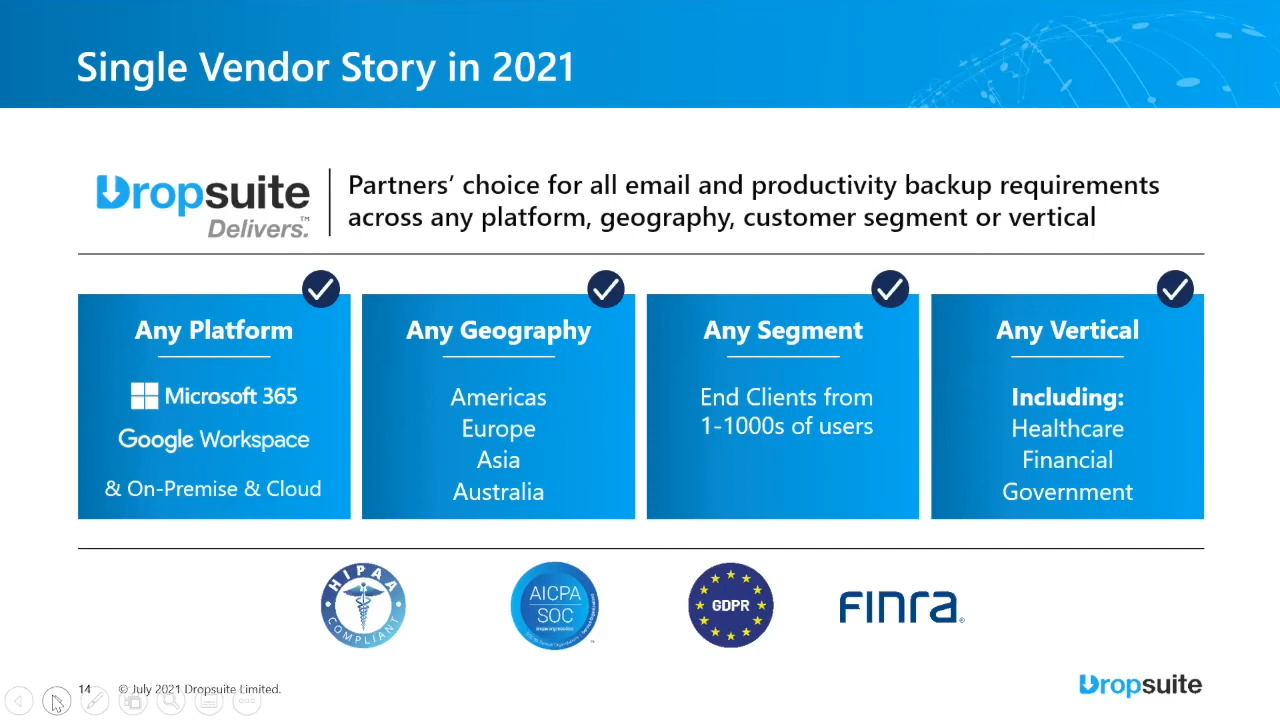 Single Vendor Story in 2021
Dropsuite
Delivers.™
Partners’ choice for all email and productivity backup requirements
across any platform, geography, customer segment or vertical
Any Platform
Microsoft 365
Google Workspace
& On-Premise & Cloud
Any Geography
Americas
Europe
Asia
Australia
Any Segment
End Clients from
1-1000s of users
Any Vertical
Including:
Healthcare
Financial
Government
HIPAA
COMPLIANT
AICPA
SOC
GDPR
FINRA®
14
© July 2021 Dropsuite Limited.
Dropsuite